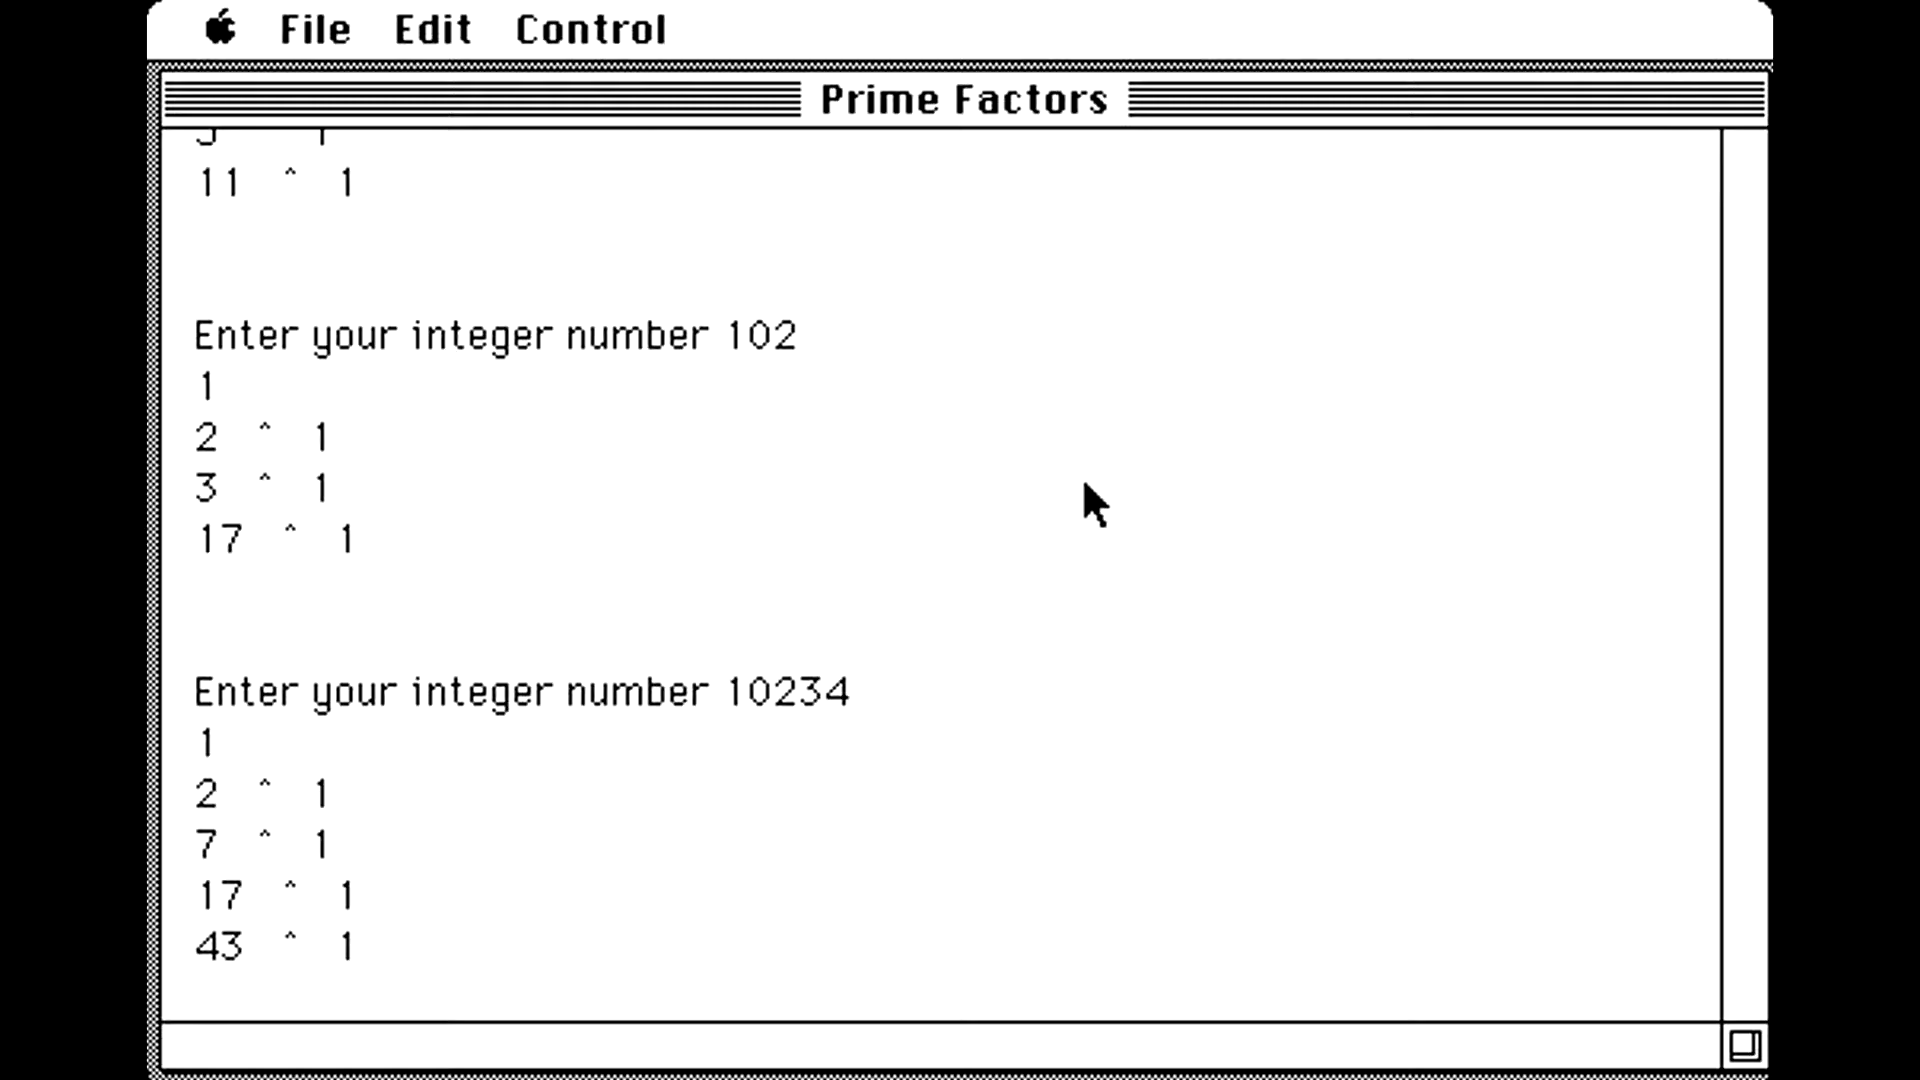 File Edit Control
Prime Factors
11 ^ 1
Enter your integer number 102
1
2 ^ 1
3 ^ 1
17 ^ 1
Enter your integer number 10234
1
2 ^ 1
7 ^ 1
17 ^ 1
43 ^ 1